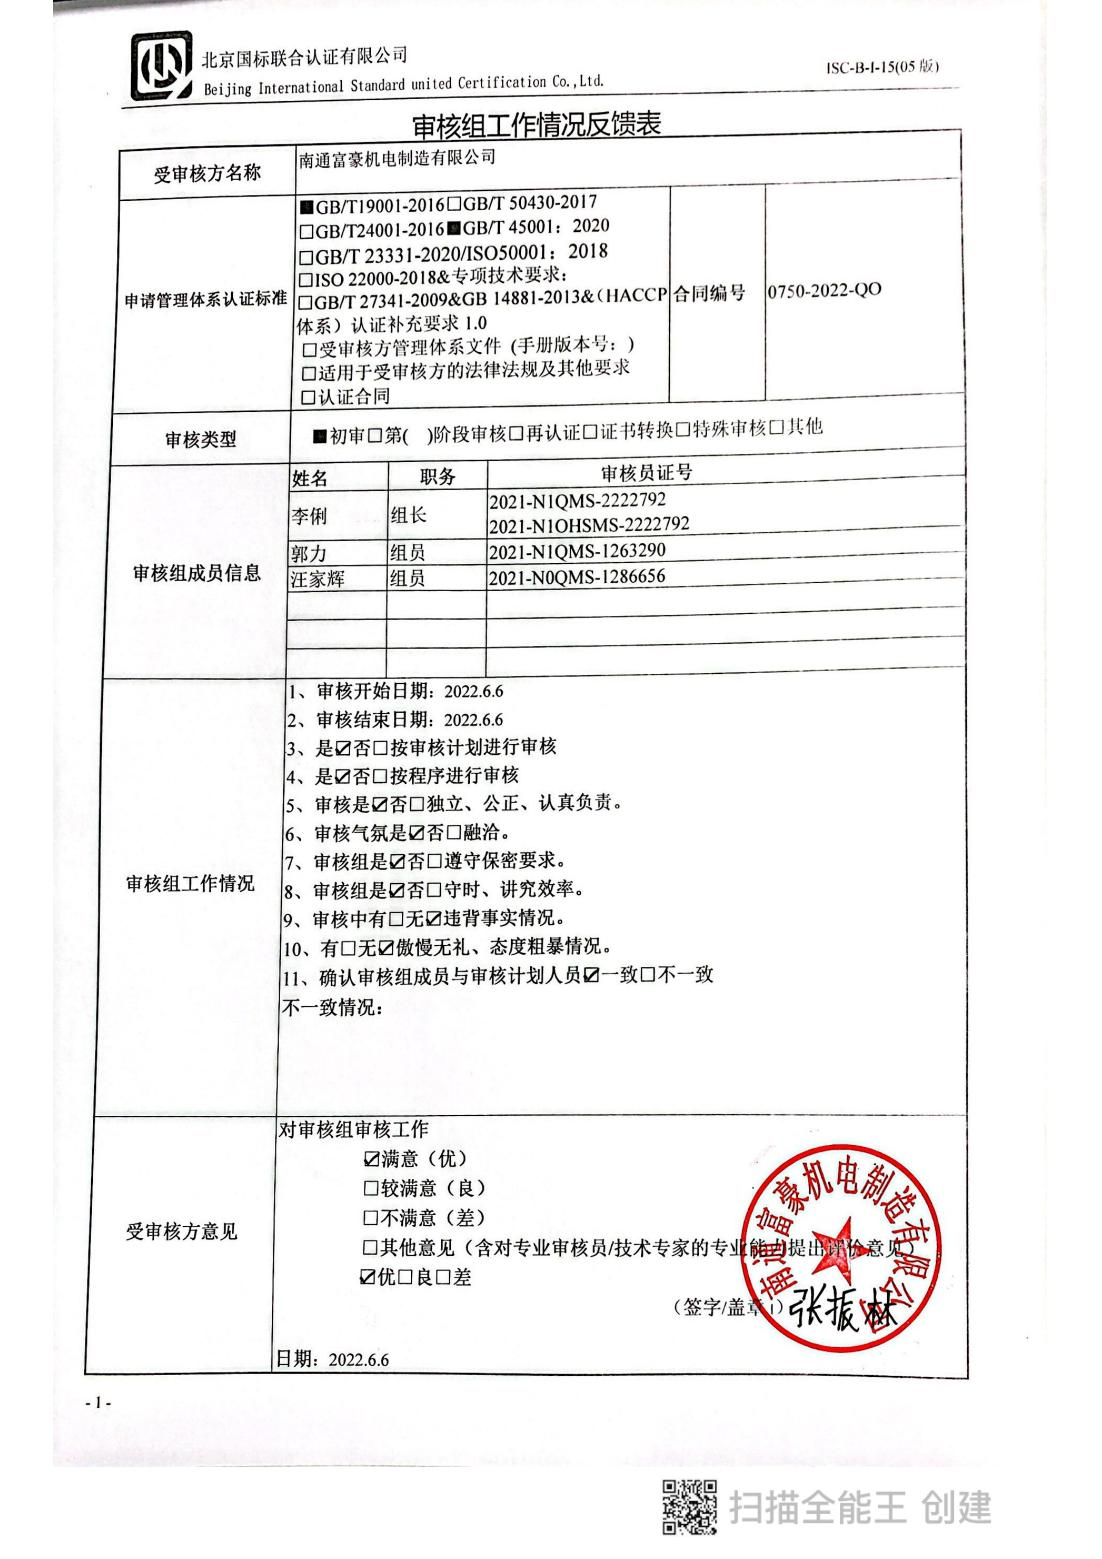 北京国标联合认证有限公司
Beijing International Standard united Certification Co.,Ltd.
ISC-B-I-15(05 版)
审核组工作情况反馈表
受审核方名称
南通富豪机电制造有限公司
申请管理体系认证标准
■GB/T19001-2016□GB/T 50430-2017
□GB/T24001-2016■GB/T 45001：2020
□GB/T 23331-2020/ISO50001：2018
□ISO 22000-2018&专项技术要求：
□GB/T 27341-2009&GB 14881-2013&（HACCP
体系）认证补充要求 1.0
□受审核方管理体系文件 (手册版本号：)
□适用于受审核方的法律法规及其他要求
□认证合同
合同编号
0750-2022-QO
审核类型
■初审□第( )阶段审核□再认证□证书转换□特殊审核□其他
审核组成员信息
姓名 职务 审核员证号
李俐 组长 2021-N1QMS-2222792
2021-N1OHSMS-2222792
郭力 组员 2021-N1QMS-1263290
汪家辉 组员 2021-N0QMS-1286656
审核组工作情况
1、审核开始日期：2022.6.6
2、审核结束日期：2022.6.6
3、是☑否□按审核计划进行审核
4、是☑否□按程序进行审核
5、审核是☑否□独立、公正、认真负责。
6、审核气氛是☑否□融洽。
7、审核组是☑否□遵守保密要求。
8、审核组是☑否□守时、讲究效率。
9、审核中有□无☑违背事实情况。
10、有□无☑傲慢无礼、态度粗暴情况。
11、确认审核组成员与审核计划人员☑一致□不一致
不一致情况：
受审核方意见
对审核组审核工作
☑满意（优）
□较满意（良）
□不满意（差）
□其他意见（含对专业审核员/技术专家的专业能力提出评价意见）
☑优□良□差
（签字/盖章）
张振林
南通富豪机电制造有限公司
日期：2022.6.6
- 1 -
扫描全能王 创建